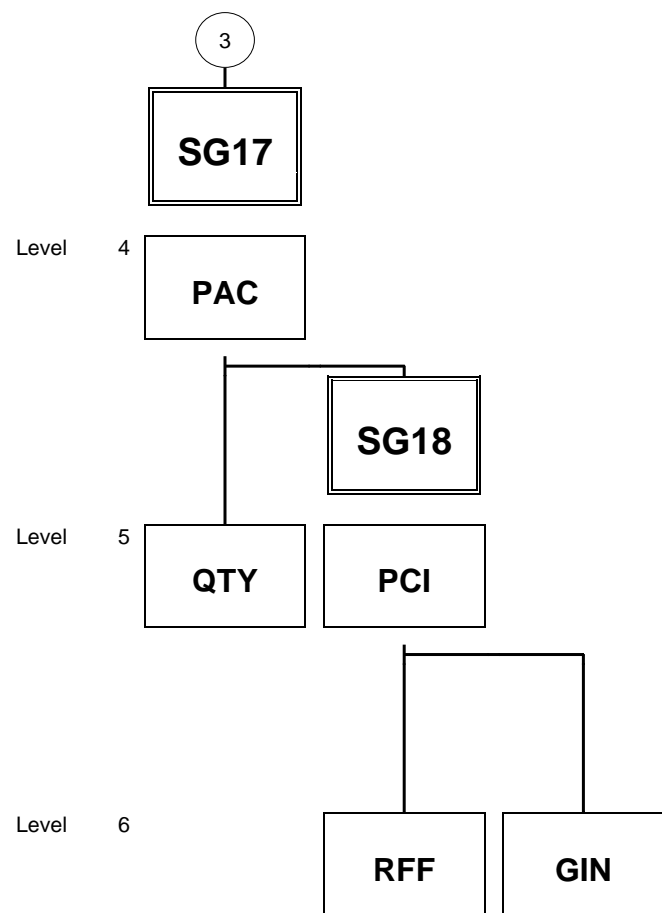 3
SG17
Level 4
PAC
SG18
Level 5
QTY PCI
Level 6
RFF GIN